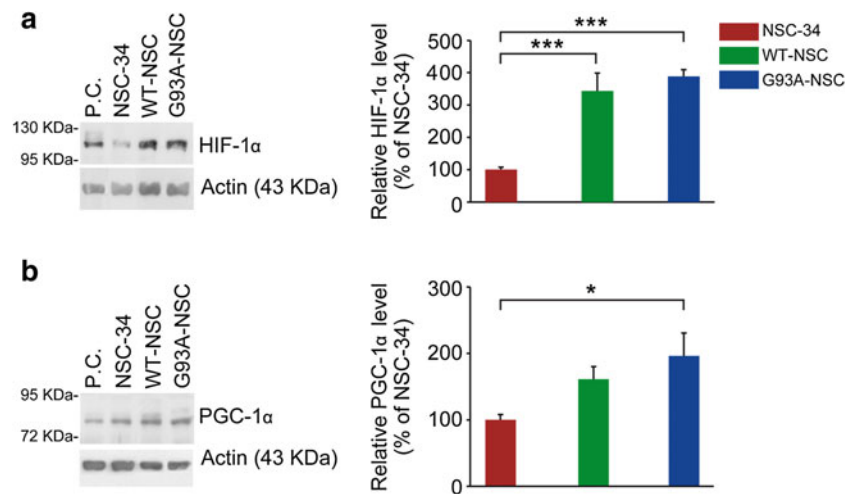 a
P.C.
NSC-34
WT-NSC
G93A-NSC
130 KDa-
95 KDa-
HIF-1α
Actin (43 KDa)
Relative HIF-1α level
(% of NSC-34)
500
400
300
200
100
0
***
***
NSC-34
WT-NSC
G93A-NSC
b
P.C.
NSC-34
WT-NSC
G93A-NSC
95 KDa-
72 KDa-
PGC-1α
Actin (43 KDa)
Relative PGC-1α level
(% of NSC-34)
300
200
100
00
*